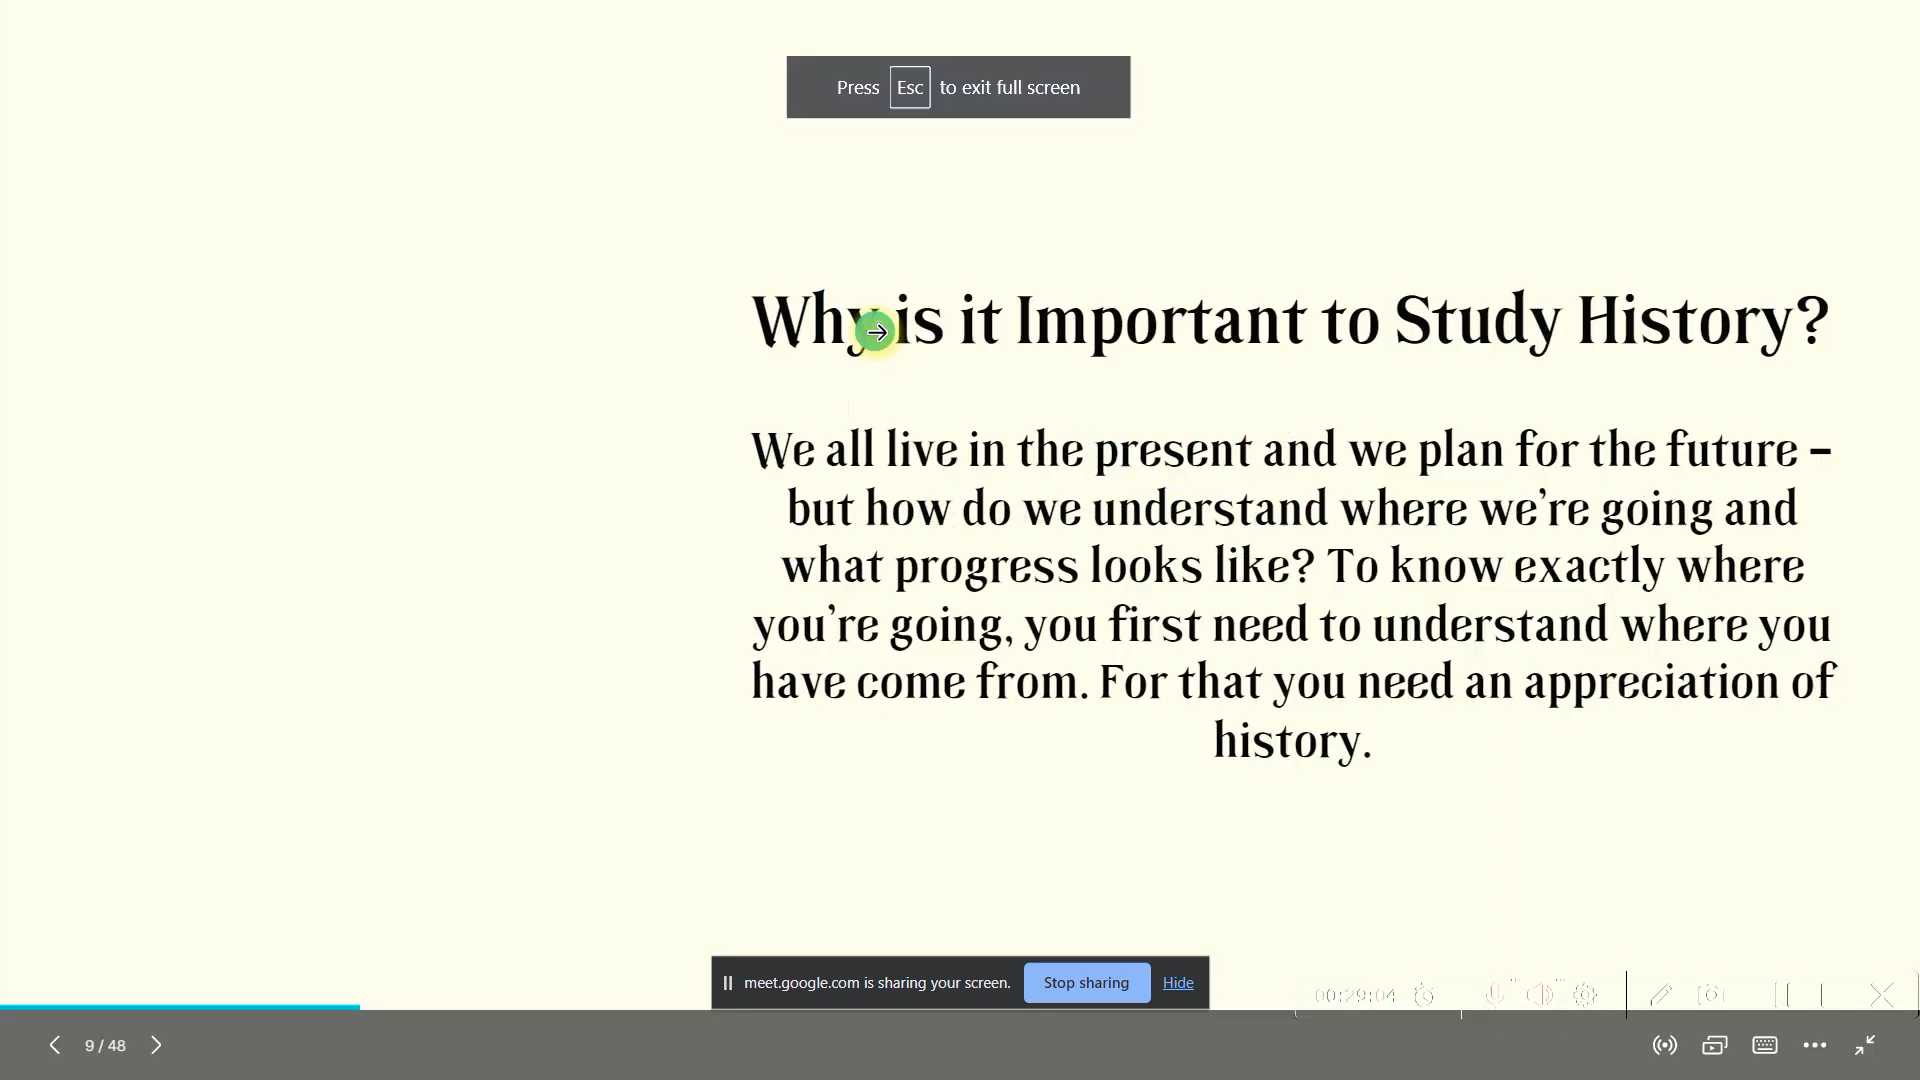 Press Esc to exit full screen
Why is it Important to Study History?
We all live in the present and we plan for the future –
but how do we understand where we're going and
what progress looks like? To know exactly where
you're going, you first need to understand where you
have come from. For that you need an appreciation of
history.
meet.google.com is sharing your screen. Stop sharing Hide
00:29:04
9 / 48